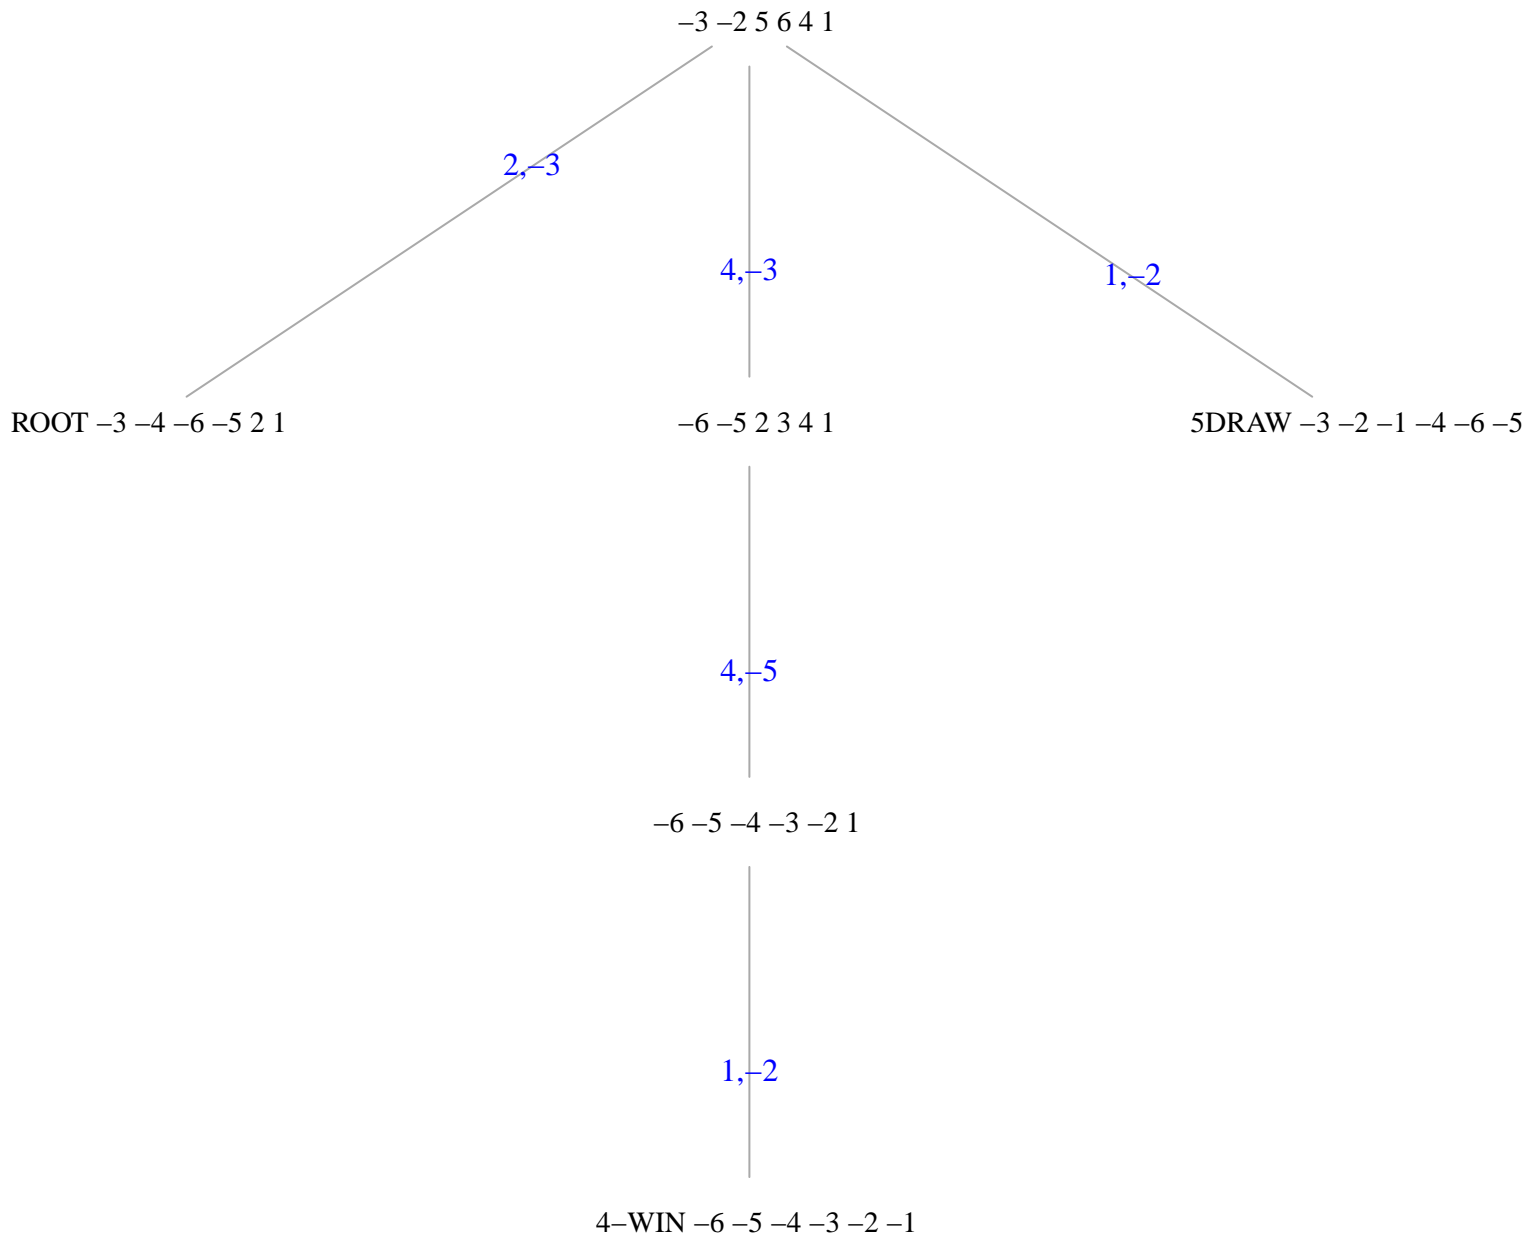 –3 –2 5 6 4 1
2,–3
4,–3
1,–2
ROOT –3 –4 –6 –5 2 1
–6 –5 2 3 4 1
5DRAW –3 –2 –1 –4 –6 –5
4,–5
–6 –5 –4 –3 –2 1
1,–2
4–WIN –6 –5 –4 –3 –2 –1